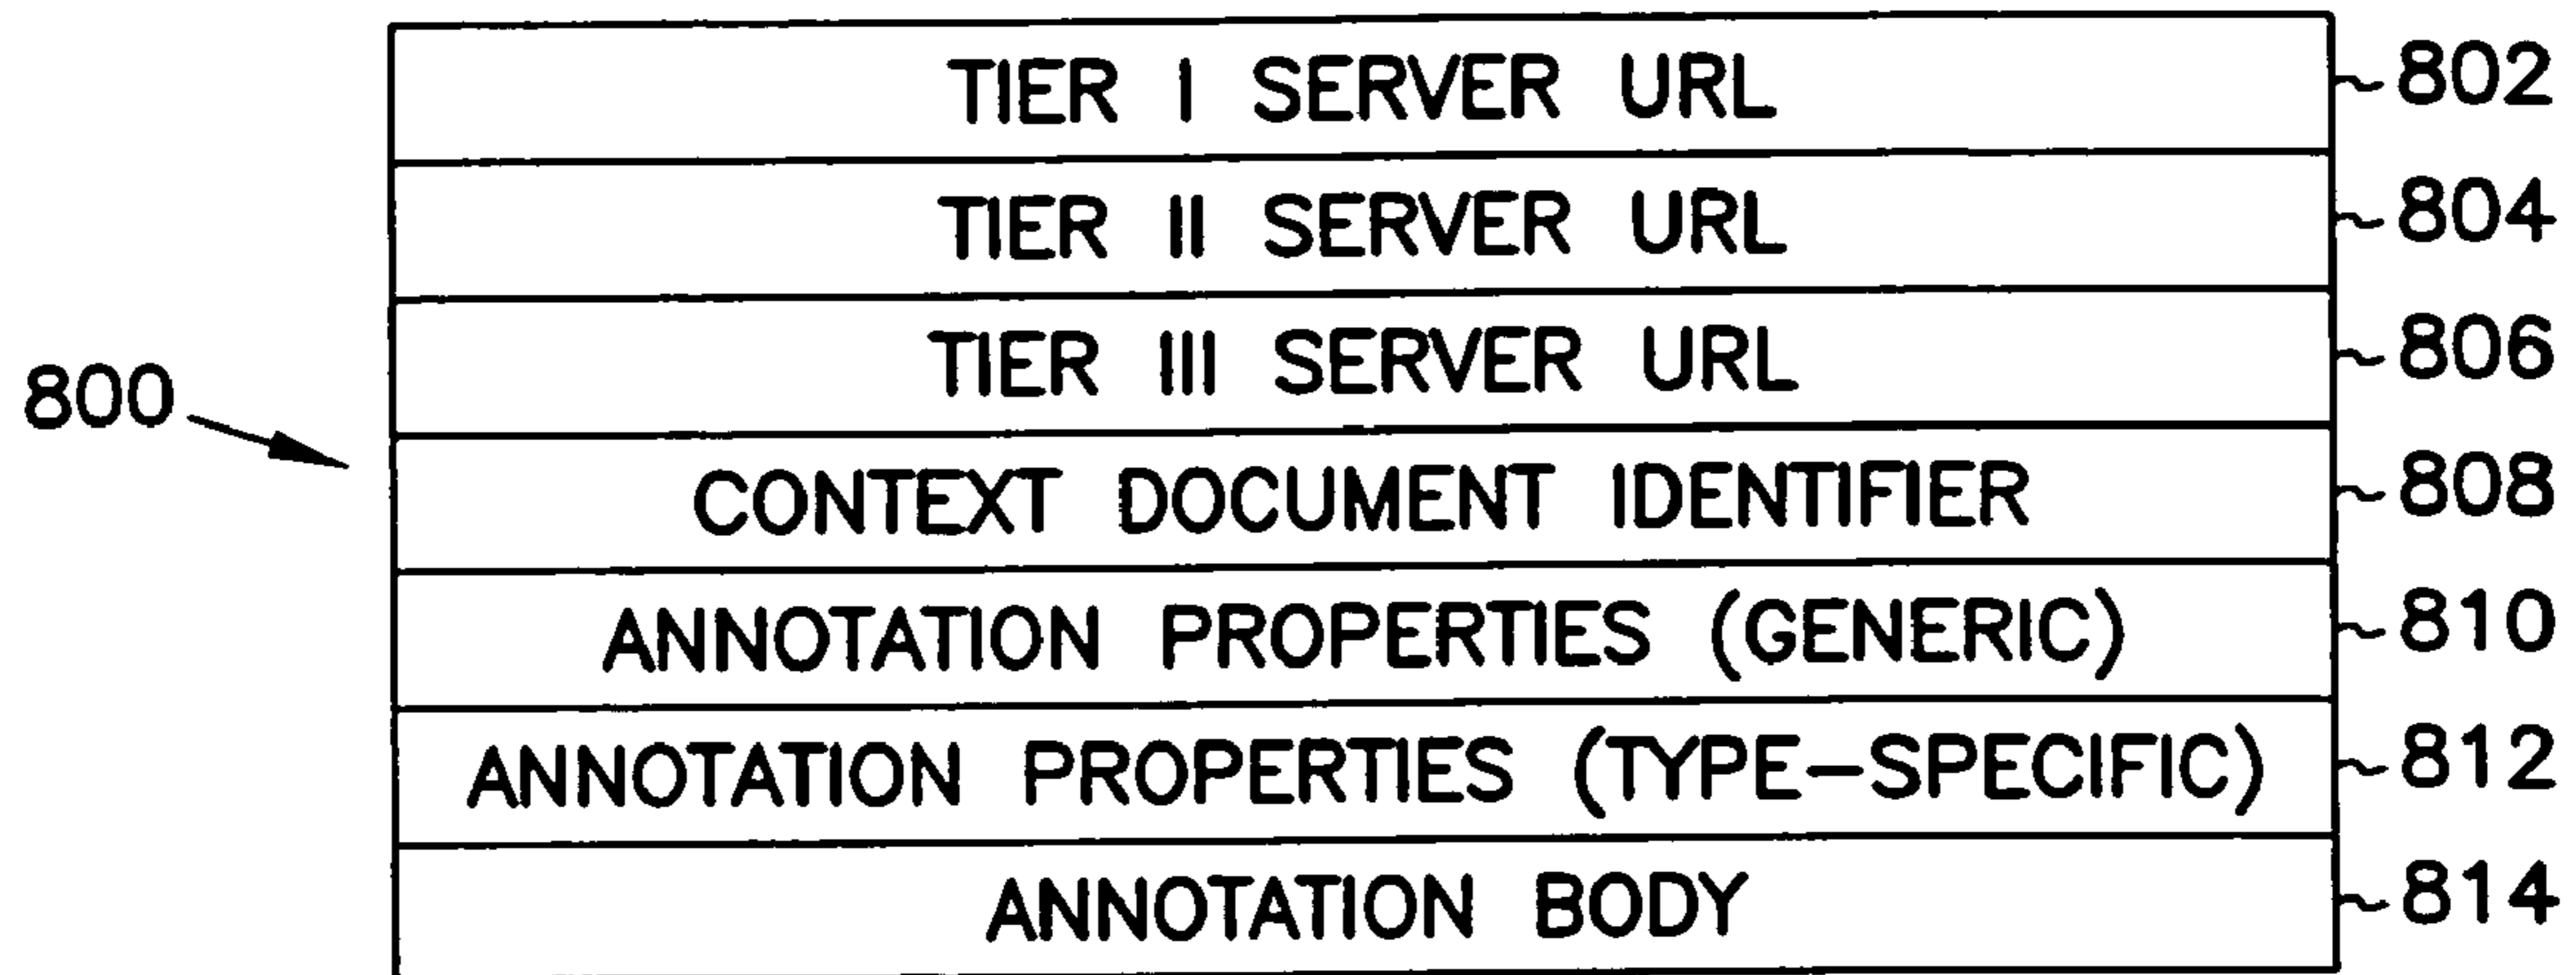 TIER I SERVER URL 802
TIER II SERVER URL 804
TIER III SERVER URL 806
800
CONTEXT DOCUMENT IDENTIFIER 808
ANNOTATION PROPERTIES (GENERIC) 810
ANNOTATION PROPERTIES (TYPE-SPECIFIC) 812
ANNOTATION BODY 814